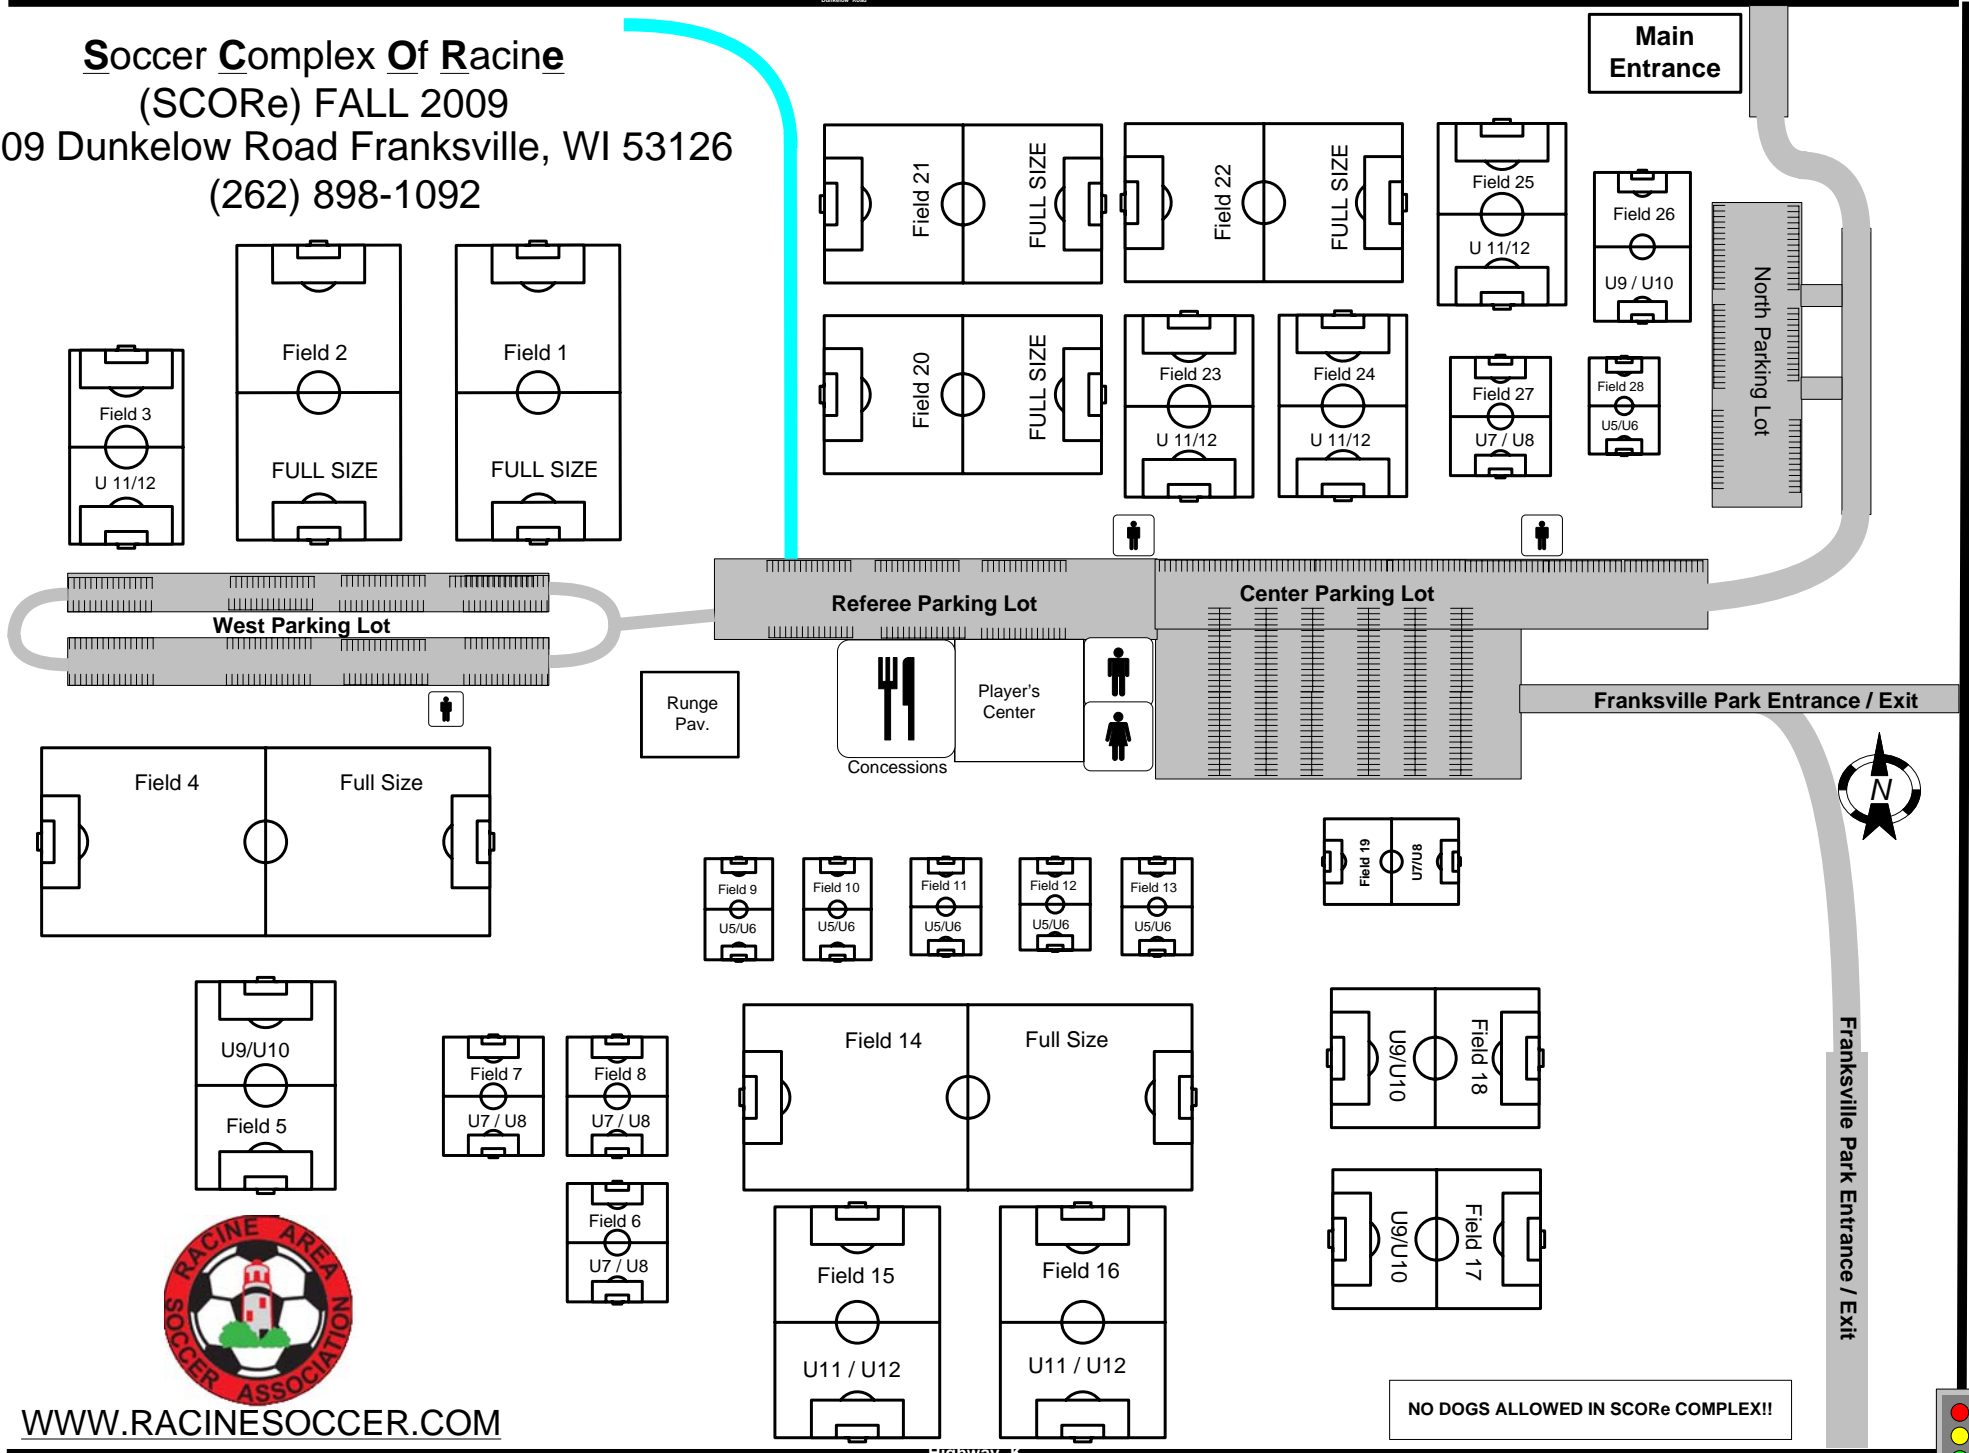 Dunkelow Road
Soccer Complex Of Racine
(SCORe) FALL 2009
09 Dunkelow Road Franksville, WI 53126
(262) 898-1092
Main
Entrance
Field 21
FULL SIZE
Field 22
FULL SIZE
Field 25
U 11/12
Field 26
U9 / U10
North Parking Lot
Field 2
FULL SIZE
Field 1
FULL SIZE
Field 3
U 11/12
Field 20
FULL SIZE
Field 23
U 11/12
Field 24
U 11/12
Field 27
U7 / U8
Field 28
U5/U6
West Parking Lot
Referee Parking Lot
Center Parking Lot
Runge
Pav.
Concessions
Player's
Center
Franksville Park Entrance / Exit
N
Field 4
Full Size
Field 9
U5/U6
Field 10
U5/U6
Field 11
U5/U6
Field 12
U5/U6
Field 13
U5/U6
Field 19
U7/U8
U9/U10
Field 5
Field 7
U7 / U8
Field 8
U7 / U8
Field 6
U7 / U8
Field 14
Full Size
U9/U10
Field 18
U9/U10
Field 17
Franksville Park Entrance / Exit
Field 15
U11 / U12
Field 16
U11 / U12
RACINE AREA
SOCCER ASSOCIATION
WWW.RACINESOCCER.COM
NO DOGS ALLOWED IN SCORe COMPLEX!!
Highway K